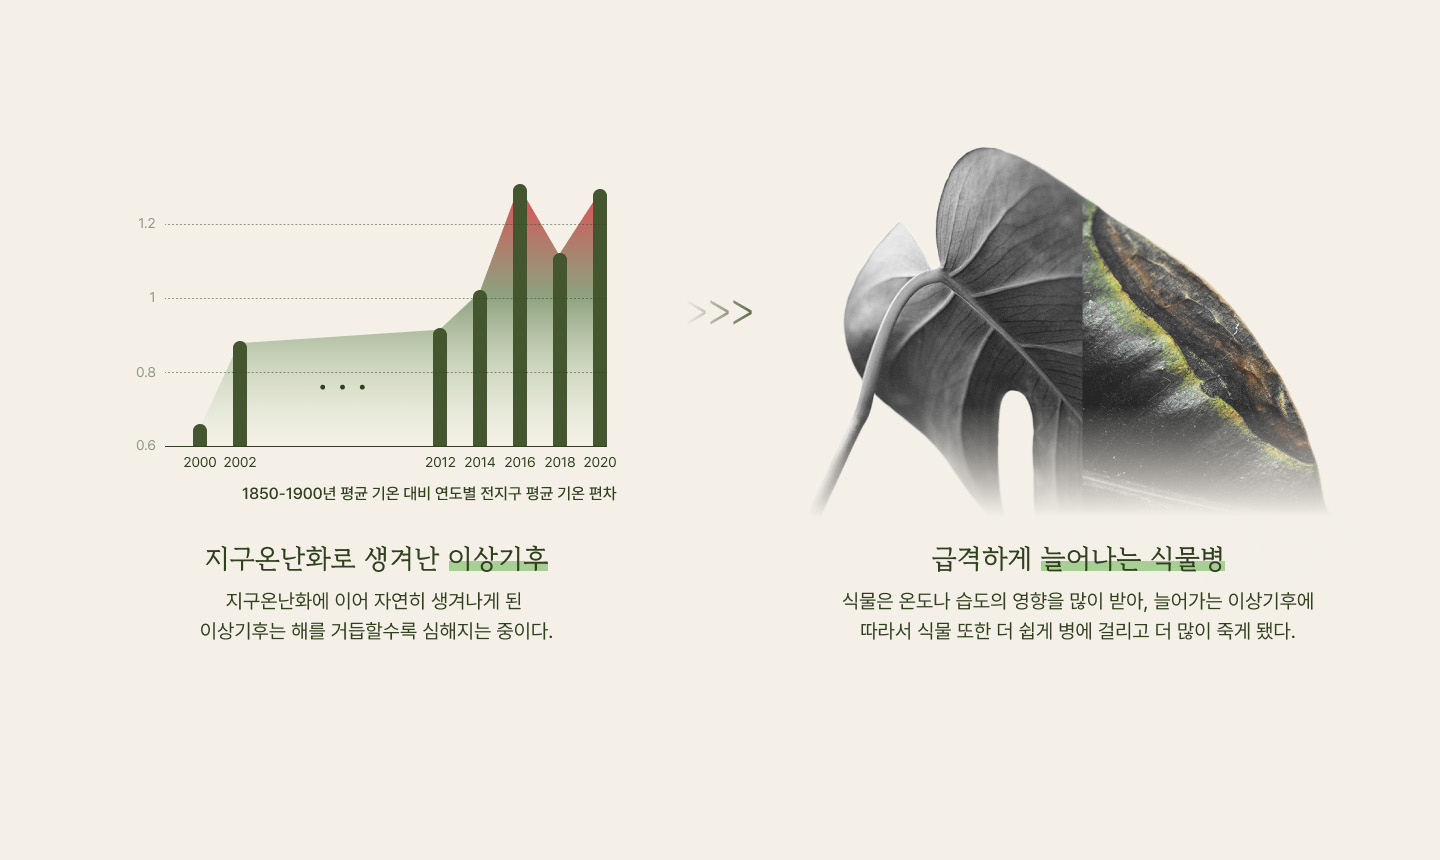 1.2
1
0.8
0.6
2000 2002 2012 2014 2016 2018 2020
1850-1900년 평균 기온 대비 연도별 전지구 평균 기온 편차
지구온난화로 생겨난 이상기후
지구온난화에 이어 자연히 생겨나게 된
이상기후는 해를 거듭할수록 심해지는 중이다.
>>>
급격하게 늘어나는 식물병
식물은 온도나 습도의 영향을 많이 받아, 늘어가는 이상기후에
따라서 식물 또한 더 쉽게 병에 걸리고 더 많이 죽게 됐다.